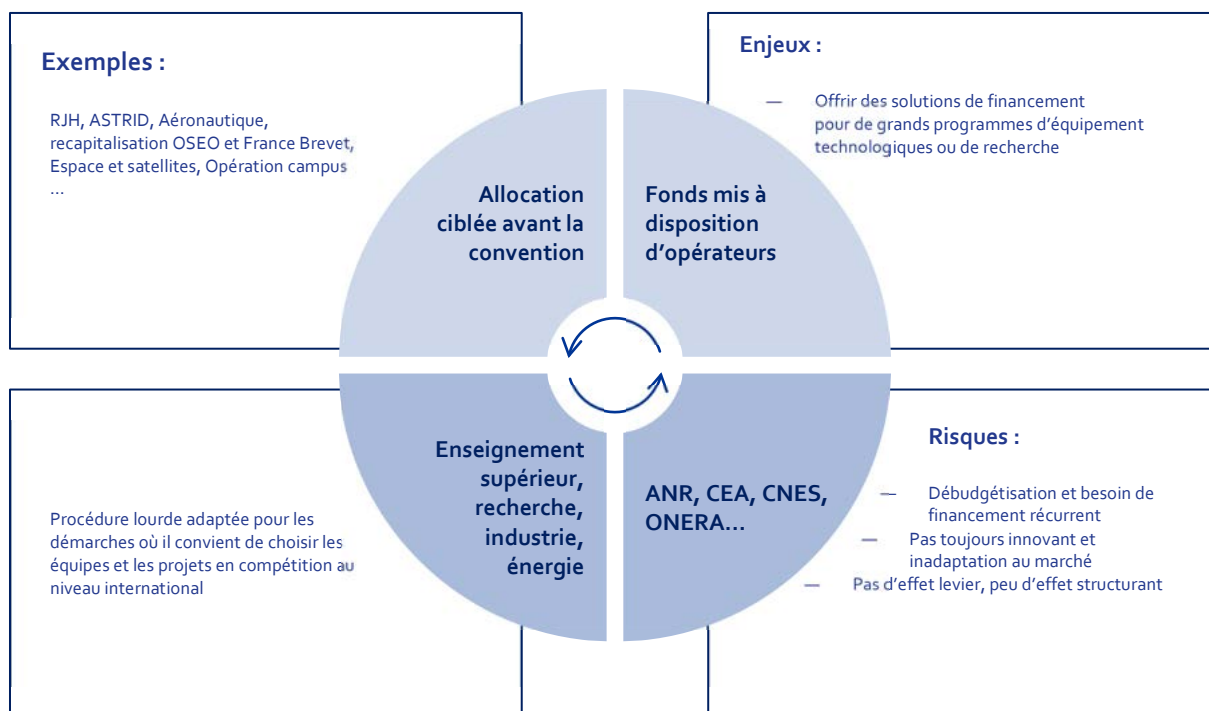 Exemples :
RJH, ASTRID, Aéronautique,
recapitalisation OSEO et France Brevet,
Espace et satellites, Opération campus
...
Enjeux :
— Offrir des solutions de financement
pour de grands programmes d’équipement
technologiques ou de recherche
Allocation
ciblée avant la
convention
Fonds mis à
disposition
d’opérateurs
Enseignement
supérieur,
recherche,
industrie,
énergie
ANR, CEA, CNES,
ONERA...
Procédure lourde adaptée pour les
démarches où il convient de choisir les
équipes et les projets en compétition au
niveau international
Risques :
— Débudgétisation et besoin de
financement récurrent
— Pas toujours innovant et
inadaptation au marché
— Pas d’effet levier, peu d’effet structurant